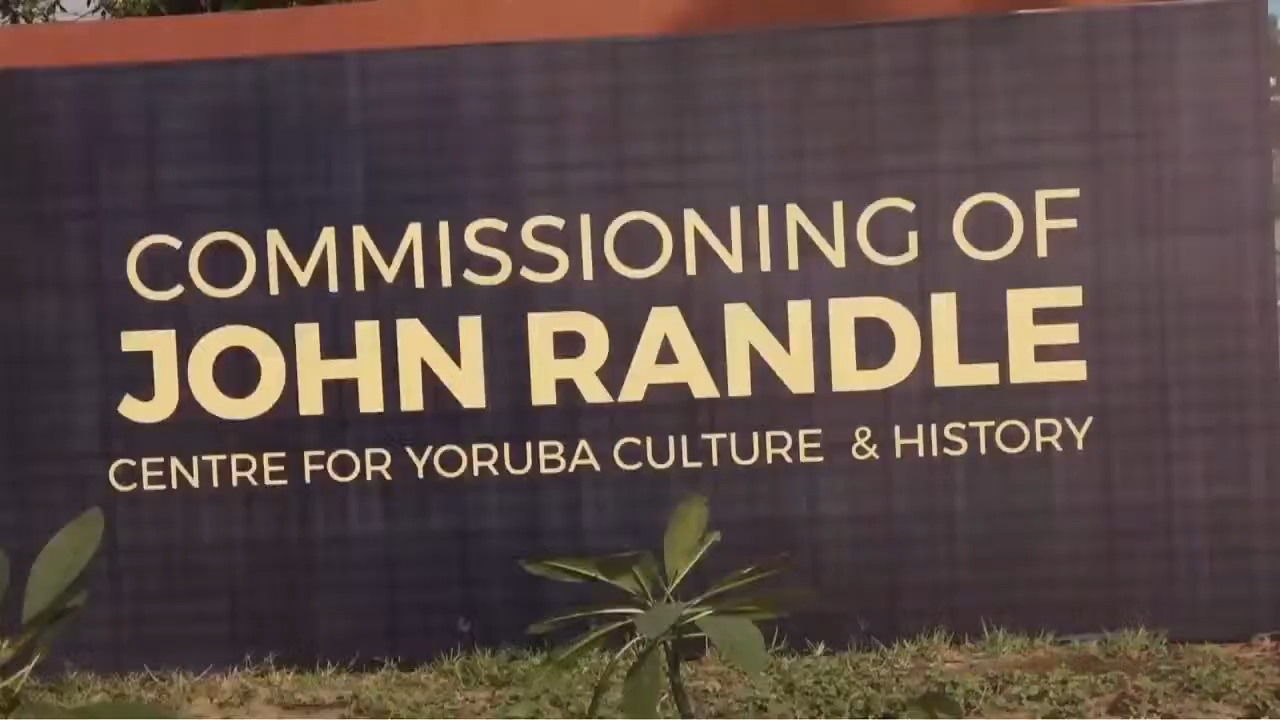 COMMISSIONING OF
JOHN RANDLE
CENTRE FOR YORUBA CULTURE & HISTORY